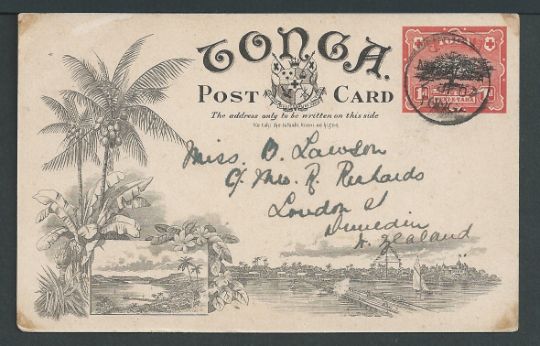 TONGA.
POST CARD
The address only to be written on this side
Miss. O. Lawson
C/ Mrs. R. Richards
London St
Dunedin
N. Zealand